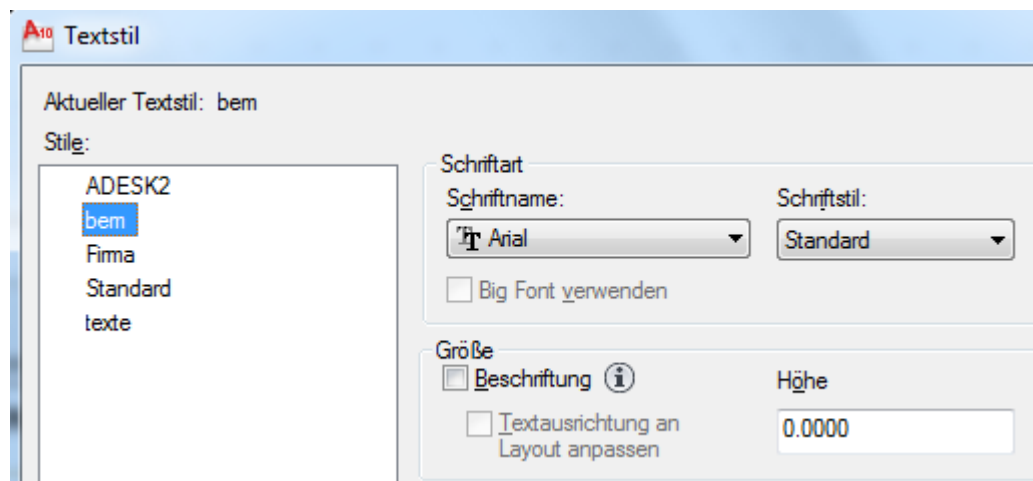 A10 Textstil
Aktueller Textstil: bem
Stile:
ADESK2
bem
Firma
Standard
texte
Schriftart
Schriftname:
Schriftstil:
Arial
Standard
Big Font verwenden
Größe
Beschriftung
Höhe
Textausrichtung an
Layout anpassen
0.0000